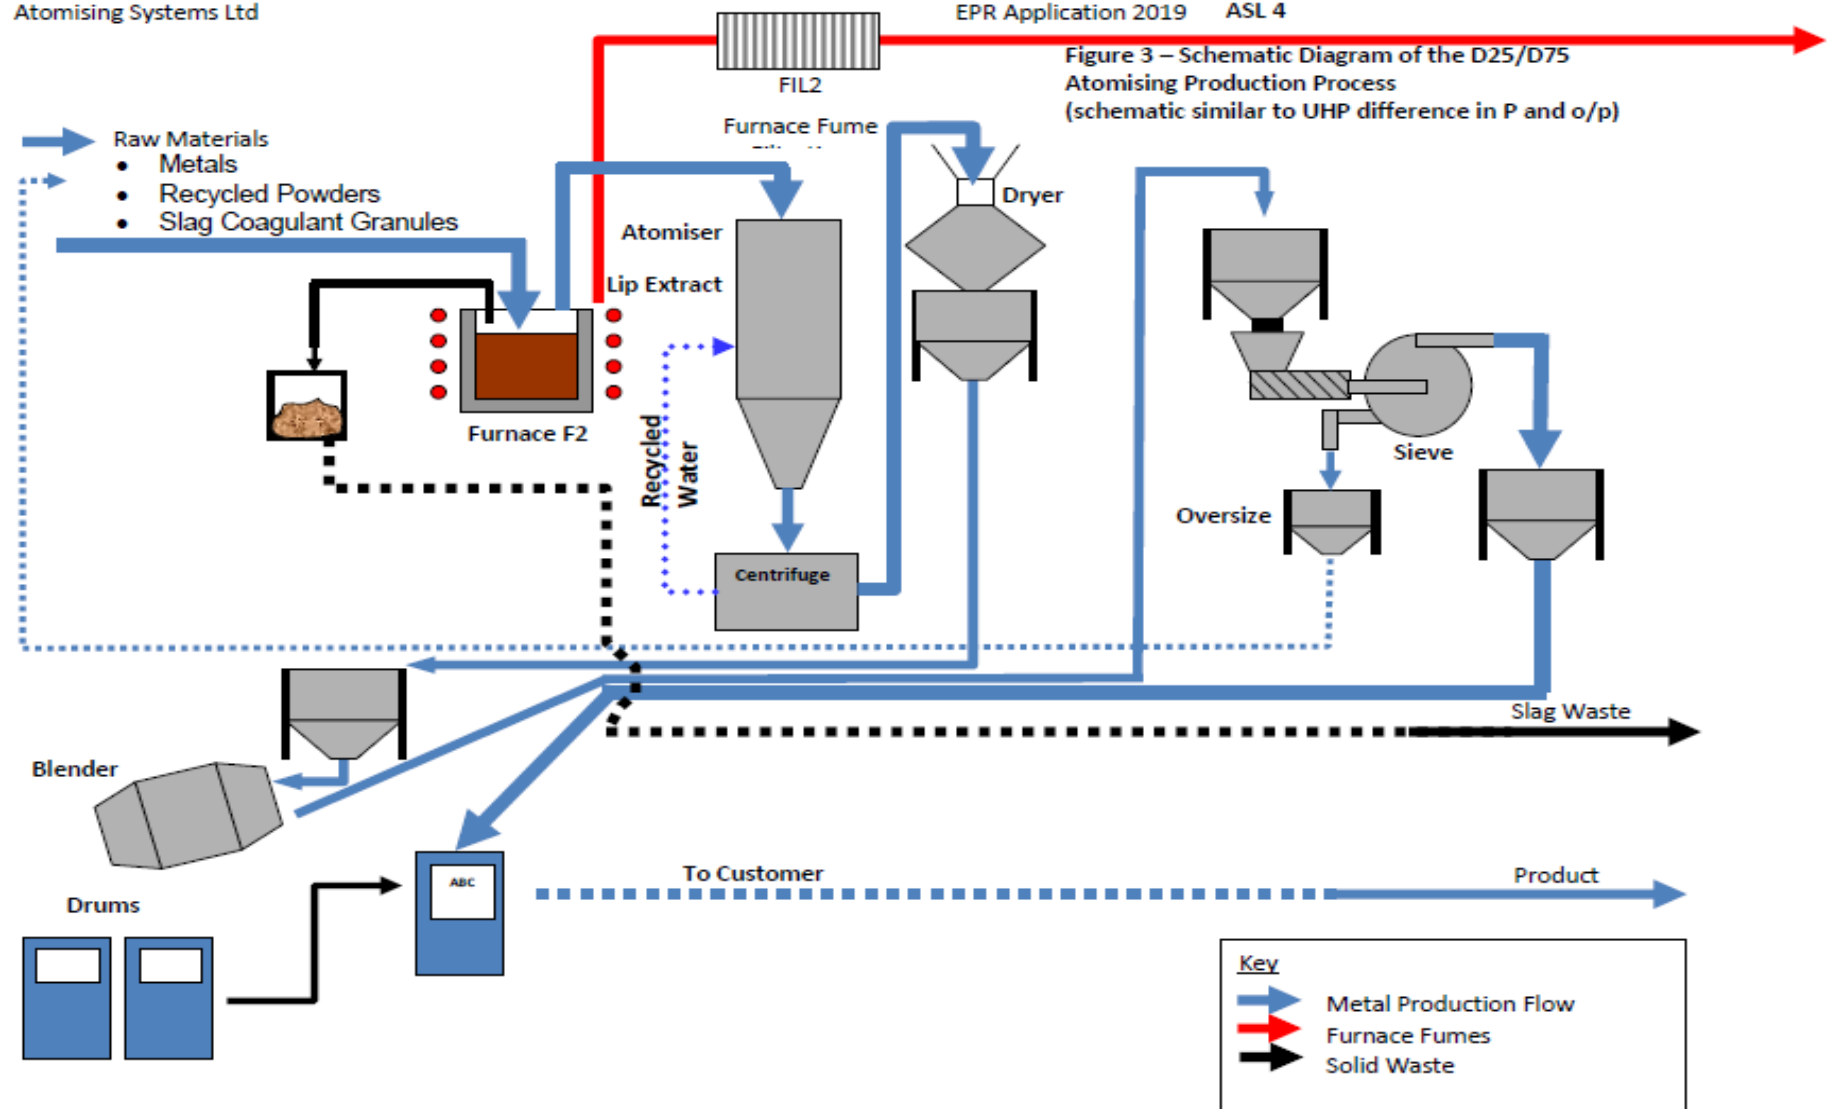 Atomising Systems Ltd
EPR Application 2019 ASL 4
Figure 3 – Schematic Diagram of the D25/D75
Atomising Production Process
(schematic similar to UHP difference in P and o/p)
FIL2
Furnace Fume
Raw Materials
• Metals
• Recycled Powders
• Slag Coagulant Granules
Atomiser
Lip Extract
Dryer
Furnace F2
Recycled
Water
Sieve
Oversize
Centrifuge
Slag Waste
Blender
ABC
To Customer
Product
Drums
Key
Metal Production Flow
Furnace Fumes
Solid Waste